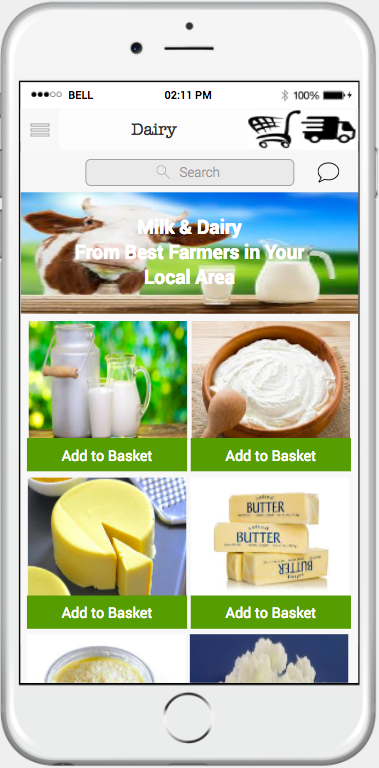 BELL 02:11 PM 100%
Dairy
Search
Milk & Dairy
From Best Farmers in Your
Local Area
Add to Basket Add to Basket
salted
BUTTER
BUTTER
BUTTER
Add to Basket Add to Basket